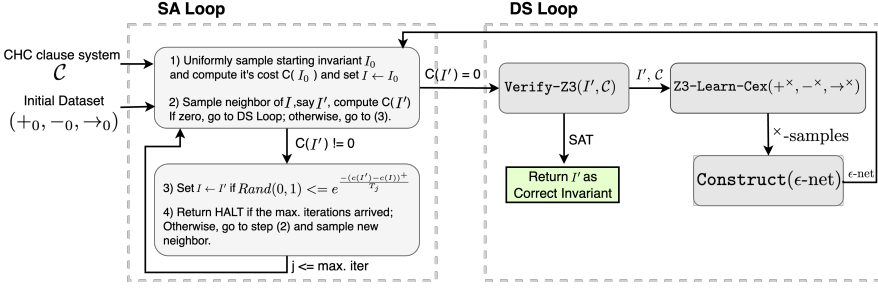 SA Loop
DS Loop
CHC clause system
𝒞
Initial Dataset
(+₀, −₀, →₀)
1) Uniformly sample starting invariant I₀
and compute it's cost C( I₀ ) and set I ← I₀
2) Sample neighbor of I,say I′, compute C(I′)
If zero, go to DS Loop; otherwise, go to (3).
C(I′) = 0
C(I′) != 0
3) Set I ← I′ if Rand(0, 1) <= e^{−(c(I′)−c(I))⁺ / T_j}
4) Return HALT if the max. iterations arrived;
Otherwise, go to step (2) and sample new
neighbor.
j <= max. iter
Verify-Z3(I′, 𝒞)
I′, 𝒞
Z3-Learn-Cex(+ˣ, −ˣ, →ˣ)
SAT
Return I′ as
Correct Invariant
ˣ-samples
Construct(ϵ-net)
ϵ-net